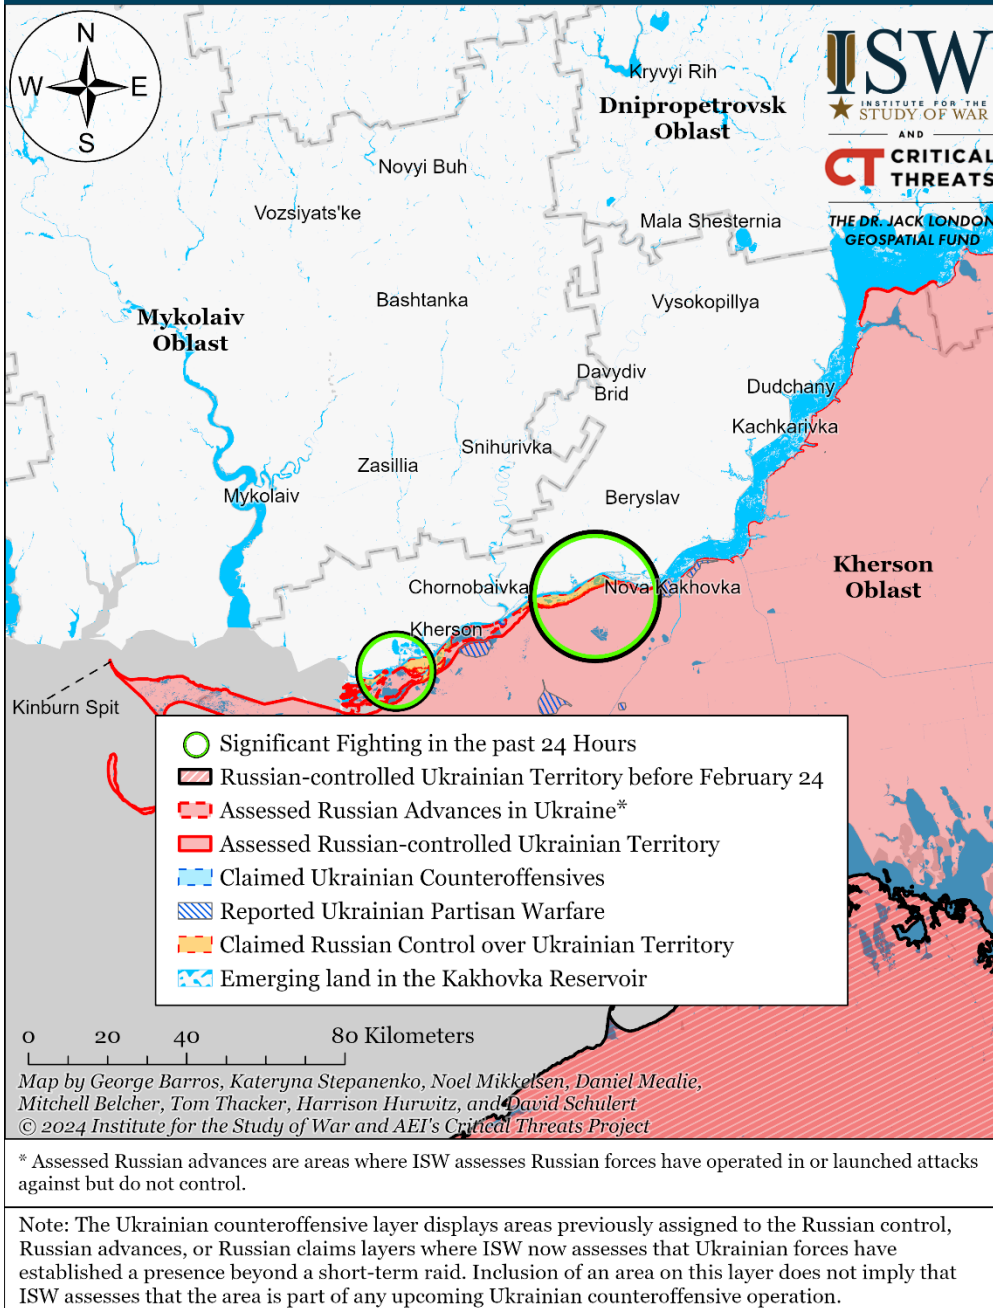 N
W E
S
ISW
INSTITUTE FOR THE
STUDY OF WAR
AND
CT CRITICAL
THREATS
THE DR. JACK LONDON
GEOSPATIAL FUND
Kryvyi Rih
Dnipropetrovsk
Oblast
Novyi Buh
Vozsiyats'ke
Mala Shesternia
Bashtanka
Vysokopillya
Mykolaiv
Oblast
Davydiv
Brid
Dudchany
Kachkarivka
Snihurivka
Zasillia
Mykolaiv
Beryslav
Kherson
Oblast
Chornobaivka
Nova Kakhovka
Kherson
Kinburn Spit
Significant Fighting in the past 24 Hours
Russian-controlled Ukrainian Territory before February 24
Assessed Russian Advances in Ukraine*
Assessed Russian-controlled Ukrainian Territory
Claimed Ukrainian Counteroffensives
Reported Ukrainian Partisan Warfare
Claimed Russian Control over Ukrainian Territory
Emerging land in the Kakhovka Reservoir
0 20 40 80 Kilometers
Map by George Barros, Kateryna Stepanenko, Noel Mikkelsen, Daniel Mealie,
Mitchell Belcher, Tom Thacker, Harrison Hurwitz, and David Schulert
© 2024 Institute for the Study of War and AEI's Critical Threats Project
* Assessed Russian advances are areas where ISW assesses Russian forces have operated in or launched attacks
against but do not control.
Note: The Ukrainian counteroffensive layer displays areas previously assigned to the Russian control,
Russian advances, or Russian claims layers where ISW now assesses that Ukrainian forces have
established a presence beyond a short-term raid. Inclusion of an area on this layer does not imply that
ISW assesses that the area is part of any upcoming Ukrainian counteroffensive operation.